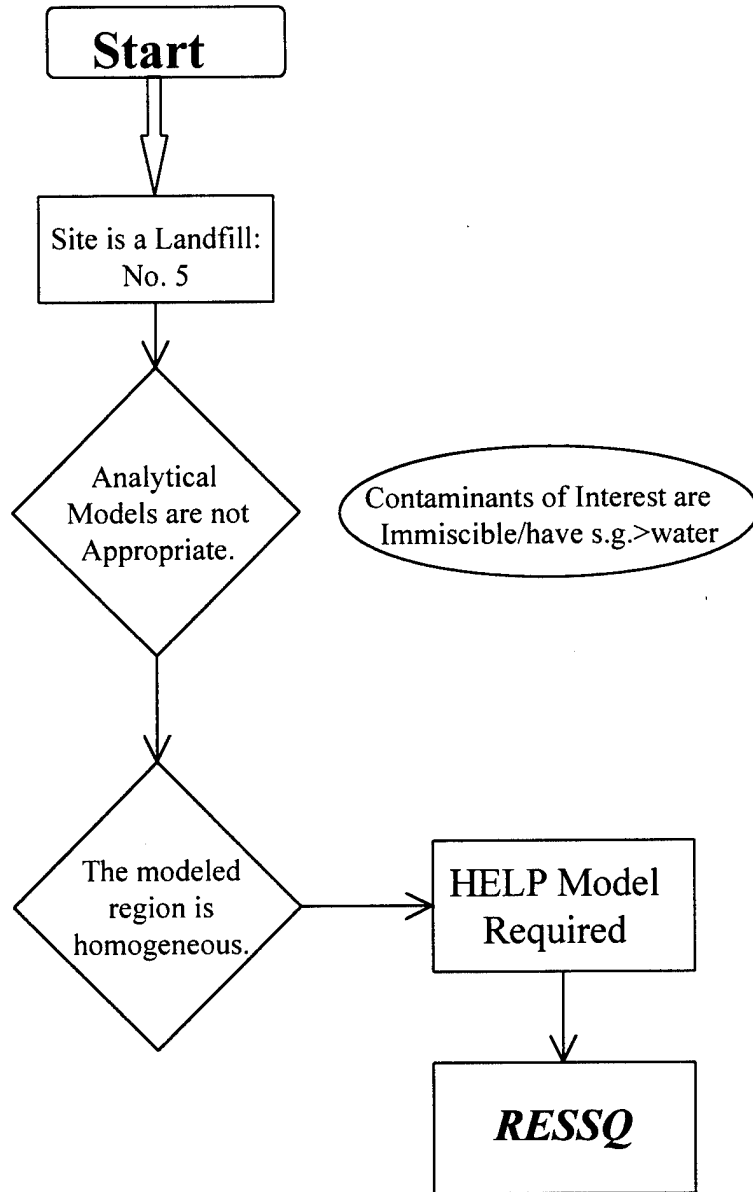 Start
Site is a Landfill:
No. 5
Analytical
Models are not
Appropriate.
Contaminants of Interest are
Immiscible/have s.g.>water
The modeled
region is
homogeneous.
HELP Model
Required
RESSQ